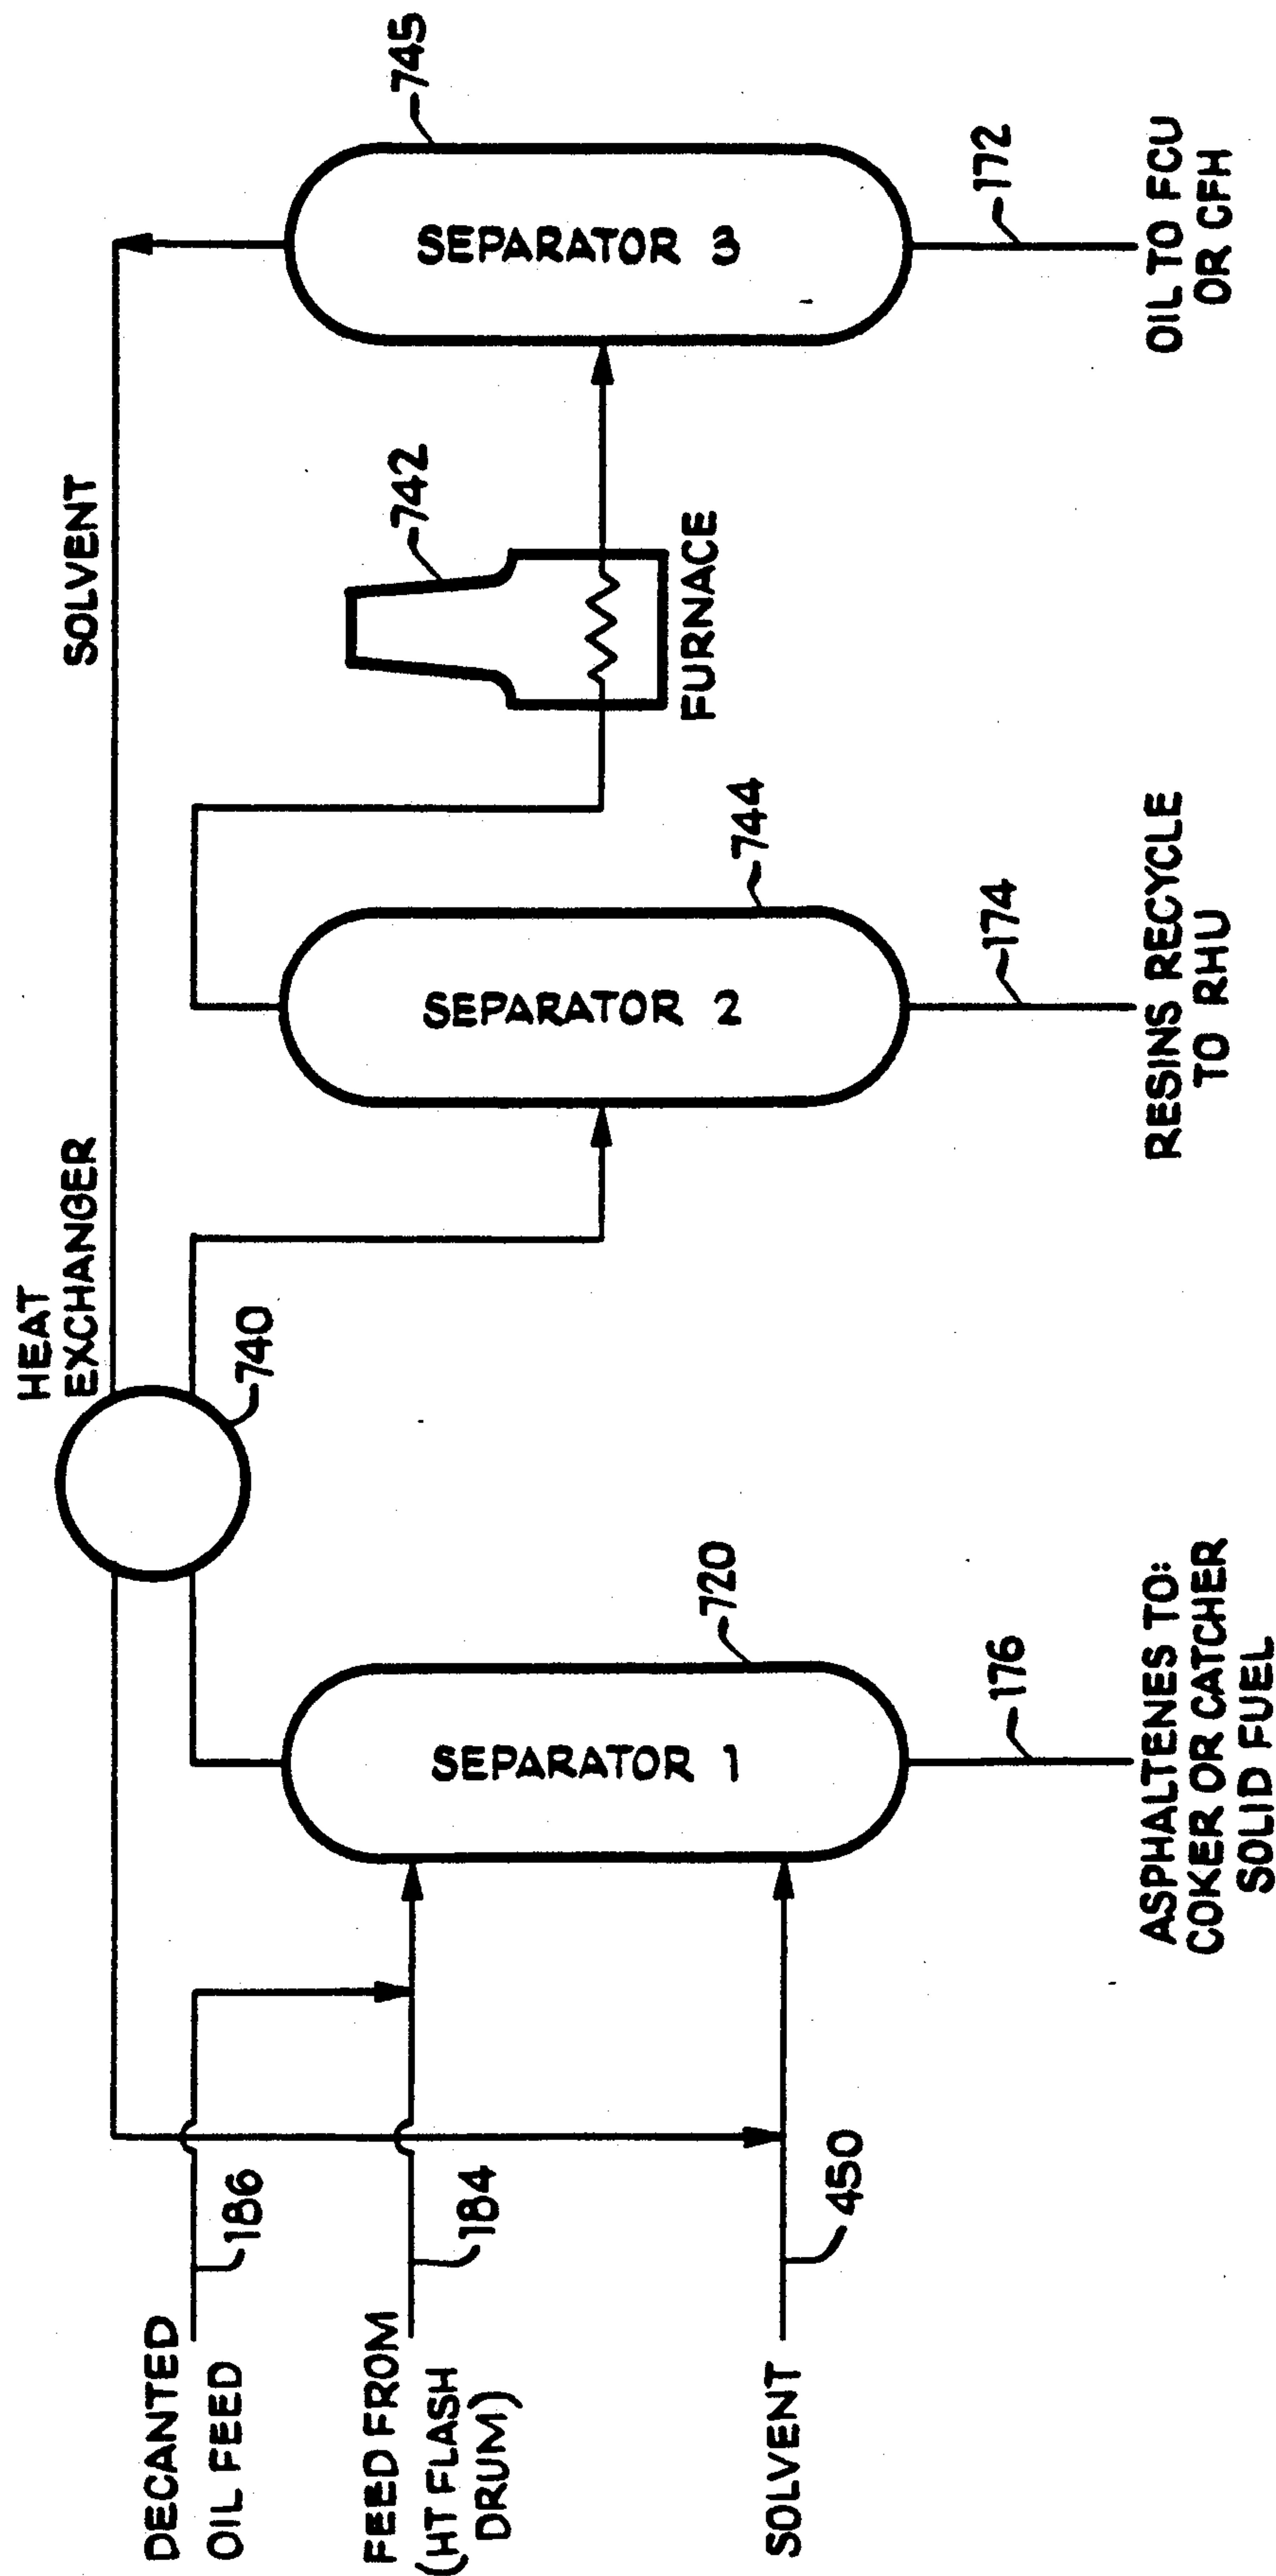 HEAT
EXCHANGER
740
SOLVENT
745
742
FURNACE
SEPARATOR 1
720
SEPARATOR 2
744
SEPARATOR 3
DECANTED
OIL FEED
186
FEED FROM
(HT FLASH
DRUM)
184
SOLVENT
450
176
ASPHALTENES TO:
COKER OR CATCHER
SOLID FUEL
174
RESINS RECYCLE
TO RHU
172
OIL TO FCU
OR CFH